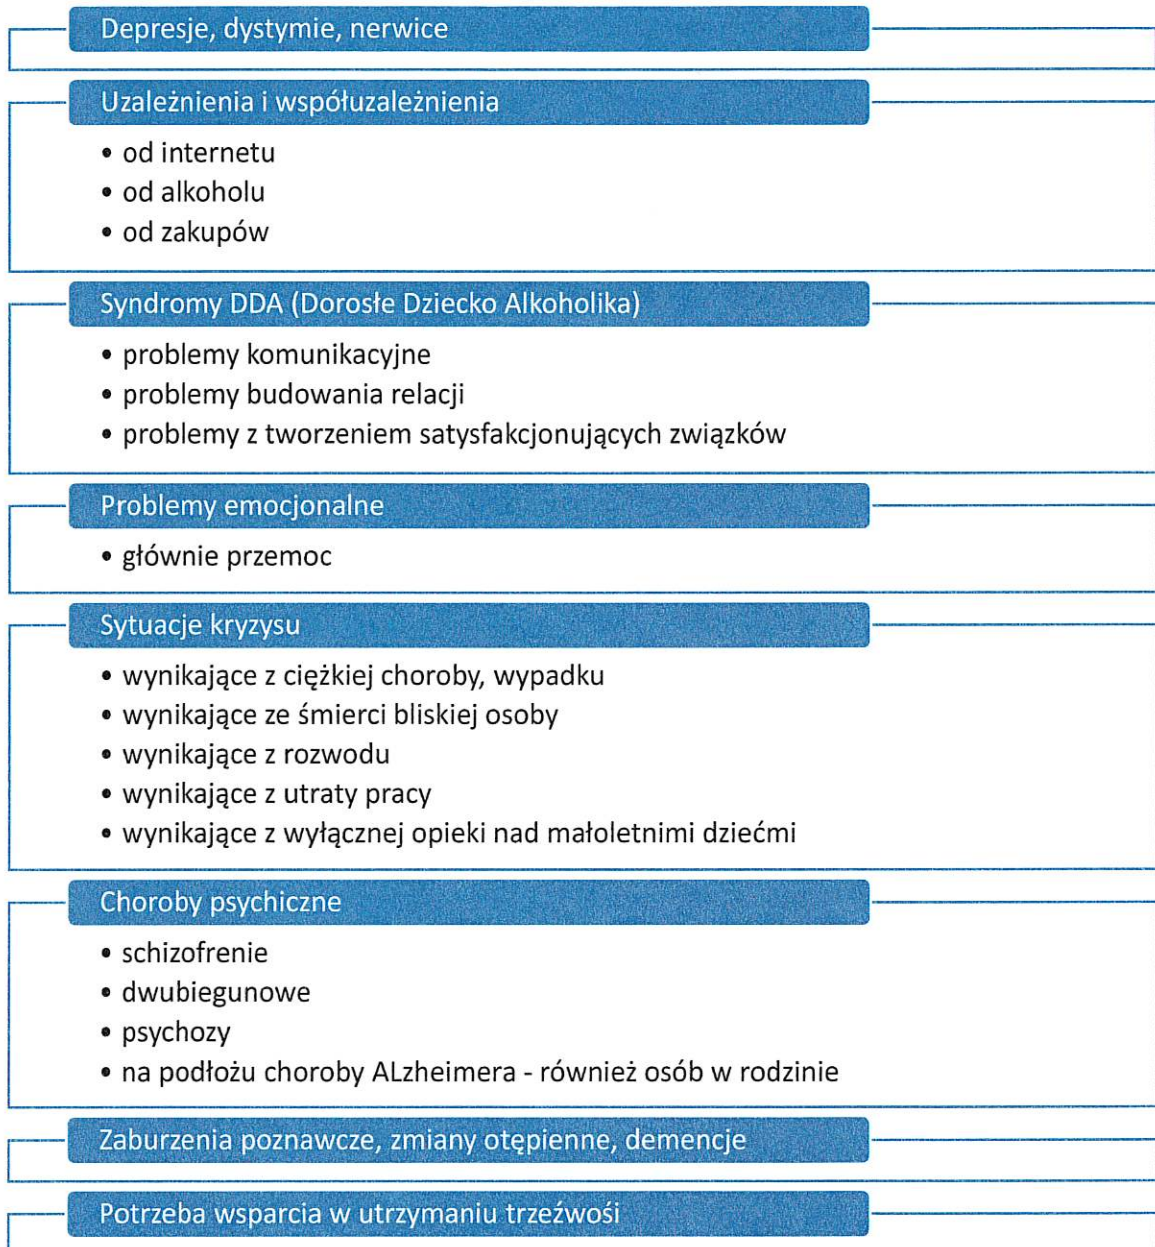 Depresje, dystymie, nerwice
Uzależnienia i współuzależnienia
• od internetu
• od alkoholu
• od zakupów
Syndromy DDA (Dorosłe Dziecko Alkoholika)
• problemy komunikacyjne
• problemy budowania relacji
• problemy z tworzeniem satysfakcjonujących związków
Problemy emocjonalne
• głównie przemoc
Sytuacje kryzysu
• wynikające z ciężkiej choroby, wypadku
• wynikające ze śmierci bliskiej osoby
• wynikające z rozwodu
• wynikające z utraty pracy
• wynikające z wyłącznej opieki nad małoletnimi dziećmi
Choroby psychiczne
• schizofrenie
• dwubiegunowe
• psychozy
• na podłożu choroby ALzheimera - również osób w rodzinie
Zaburzenia poznawcze, zmiany otępienne, demencje
Potrzeba wsparcia w utrzymaniu trzeźwośi